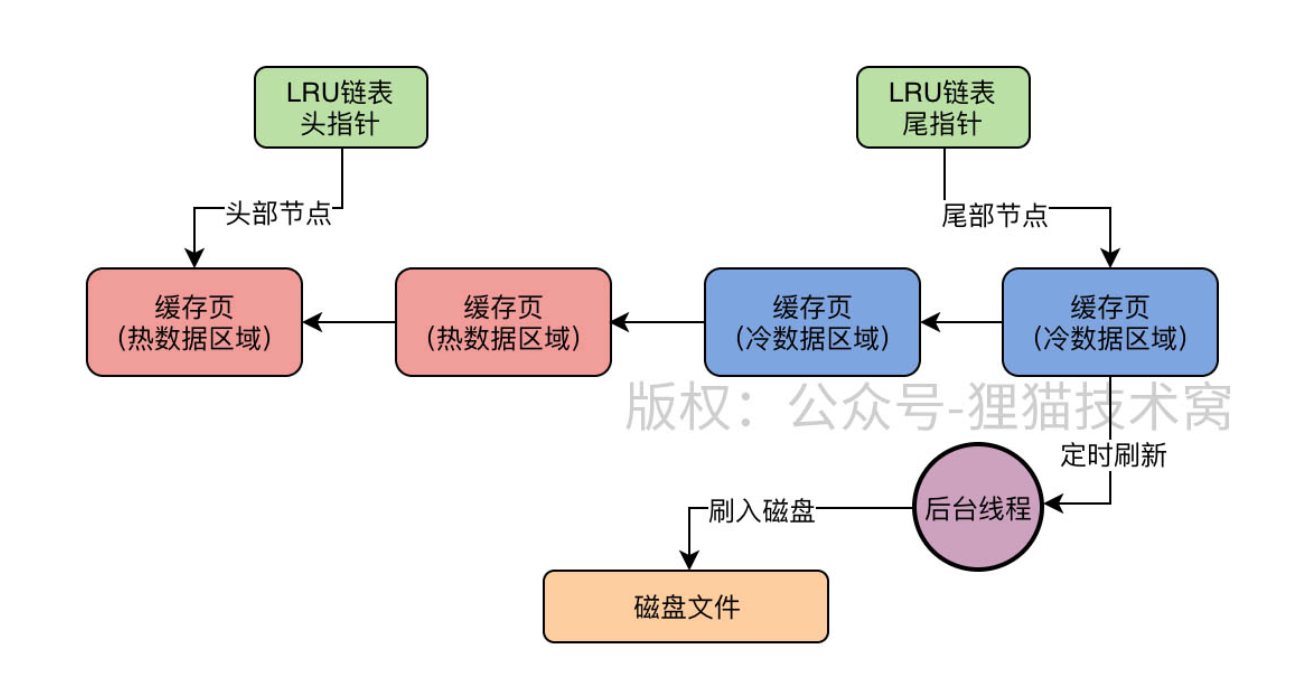 LRU链表
头指针
LRU链表
尾指针
头部节点
尾部节点
缓存页
（热数据区域）
缓存页
（热数据区域）
缓存页
（冷数据区域）
缓存页
（冷数据区域）
版权：公众号-狸猫技术窝
定时刷新
后台线程
刷入磁盘
磁盘文件